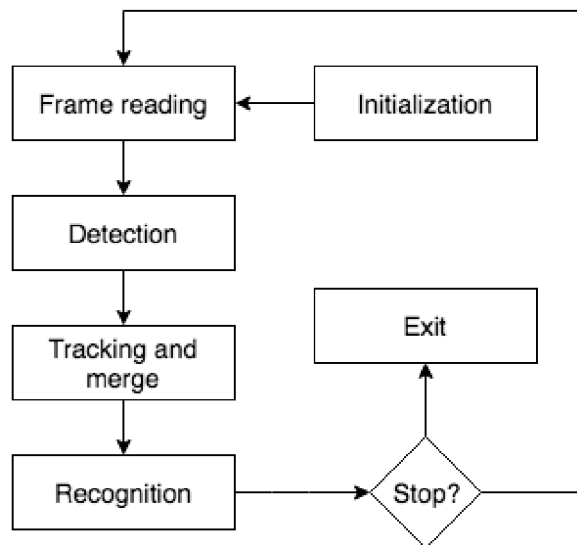 Frame reading
Initialization
Detection
Exit
Tracking and
merge
Recognition
Stop?